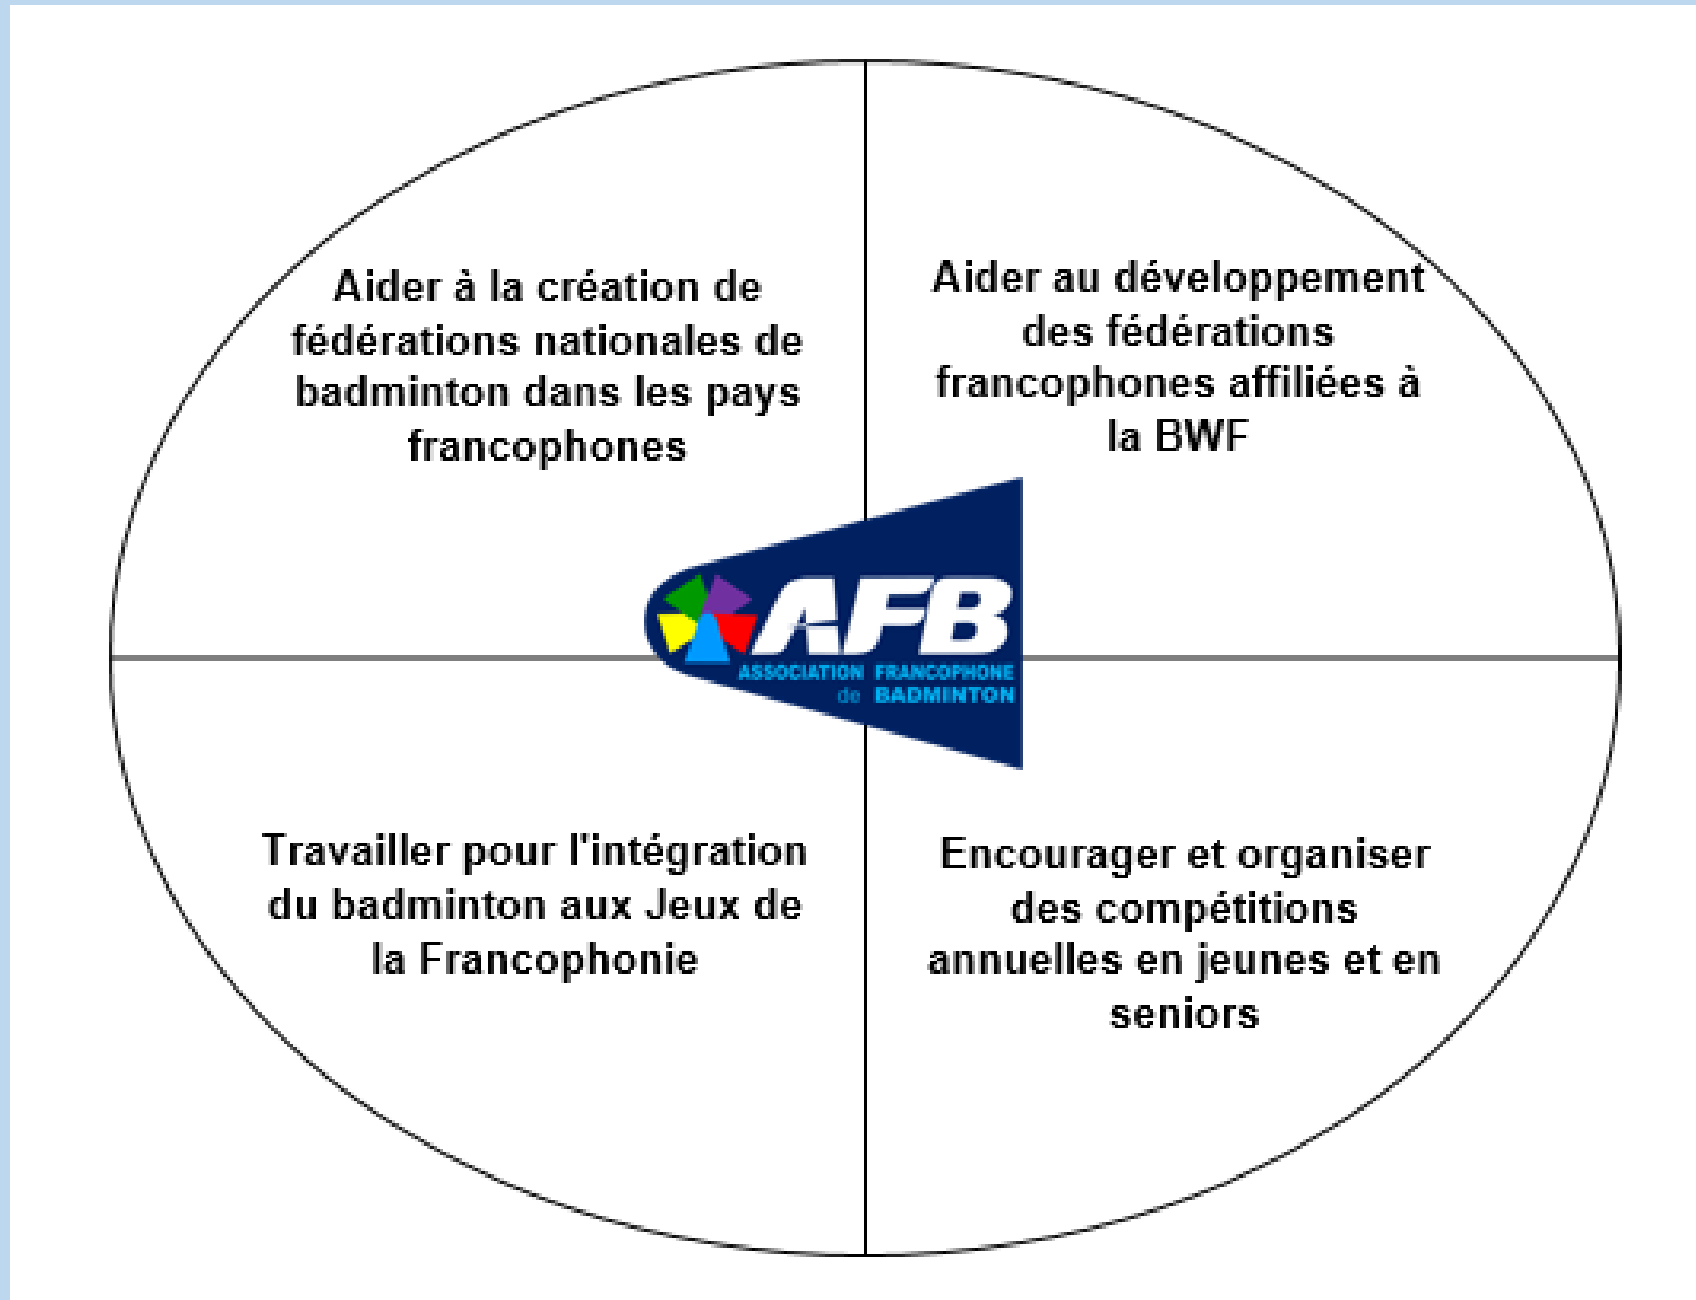 Aider à la création de
fédérations nationales de
badminton dans les pays
francophones
Aider au développement
des fédérations
francophones affiliées à
la BWF
AFB
ASSOCIATION FRANCOPHONE
de BADMINTON
Travailler pour l'intégration
du badminton aux Jeux de
la Francophonie
Encourager et organiser
des compétitions
annuelles en jeunes et en
seniors